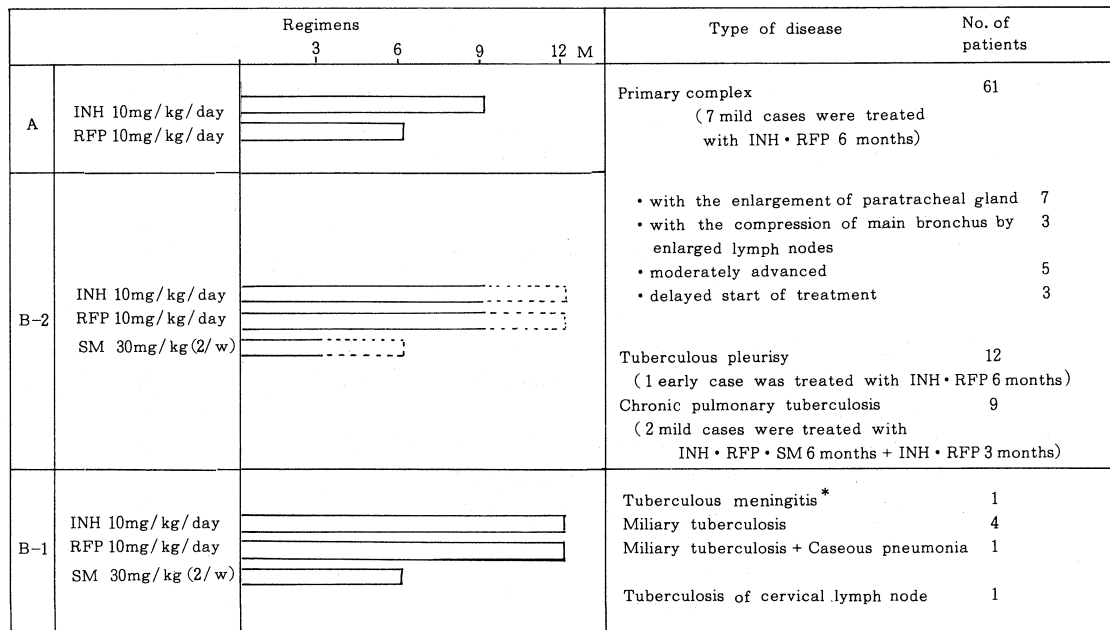 Regimens
3 6 9 12 M
Type of disease
No. of
patients
A
INH 10mg/kg/day
RFP 10mg/kg/day
Primary complex 61
(7 mild cases were treated
with INH・RFP 6 months)
B-2
INH 10mg/kg/day
RFP 10mg/kg/day
SM 30mg/kg(2/w)
• with the enlargement of paratracheal gland 7
• with the compression of main bronchus by 3
enlarged lymph nodes
• moderately advanced 5
• delayed start of treatment 3
Tuberculous pleurisy 12
(1 early case was treated with INH・RFP 6 months)
Chronic pulmonary tuberculosis 9
(2 mild cases were treated with
INH・RFP・SM 6 months + INH・RFP 3 months)
B-1
INH 10mg/kg/day
RFP 10mg/kg/day
SM 30mg/kg (2/w)
Tuberculous meningitis* 1
Miliary tuberculosis 4
Miliary tuberculosis + Caseous pneumonia 1
Tuberculosis of cervical lymph node 1